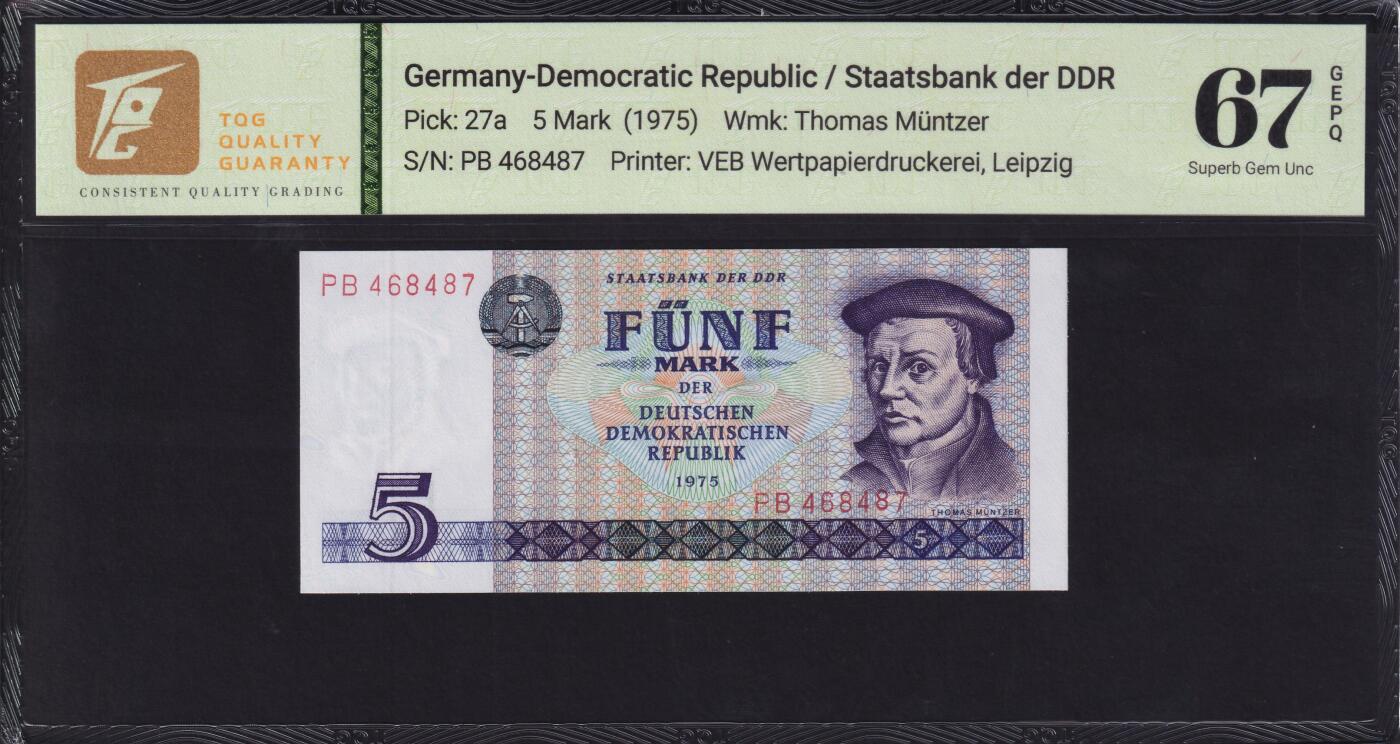 TQG
QUALITY
GUARANTY
CONSISTENT QUALITY GRADING
Germany-Democratic Republic / Staatsbank der DDR
Pick: 27a 5 Mark (1975) Wmk: Thomas Müntzer
S/N: PB 468487 Printer: VEB Wertpapierdruckerei, Leipzig
67
GEPQ
Superb Gem Unc
PB 468487
STAATSBANK DER DDR
FÜNF
MARK
DER
DEUTSCHEN
DEMOKRATISCHEN
REPUBLIK
1975
PB 468487
THOMAS MÜNTZER
5
5